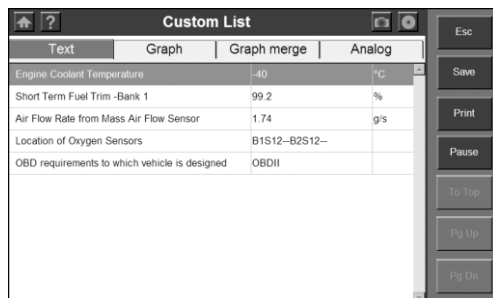 ? Custom List
Text Graph Graph merge Analog
Engine Coolant Temperature -40 °C
Short Term Fuel Trim -Bank 1 99.2 %
Air Flow Rate from Mass Air Flow Sensor 1.74 g/s
Location of Oxygen Sensors B1S12--B2S12--
OBD requirements to which vehicle is designed OBDII
Esc
Save
Print
Pause
To Top
Pg Up
Pg Dn